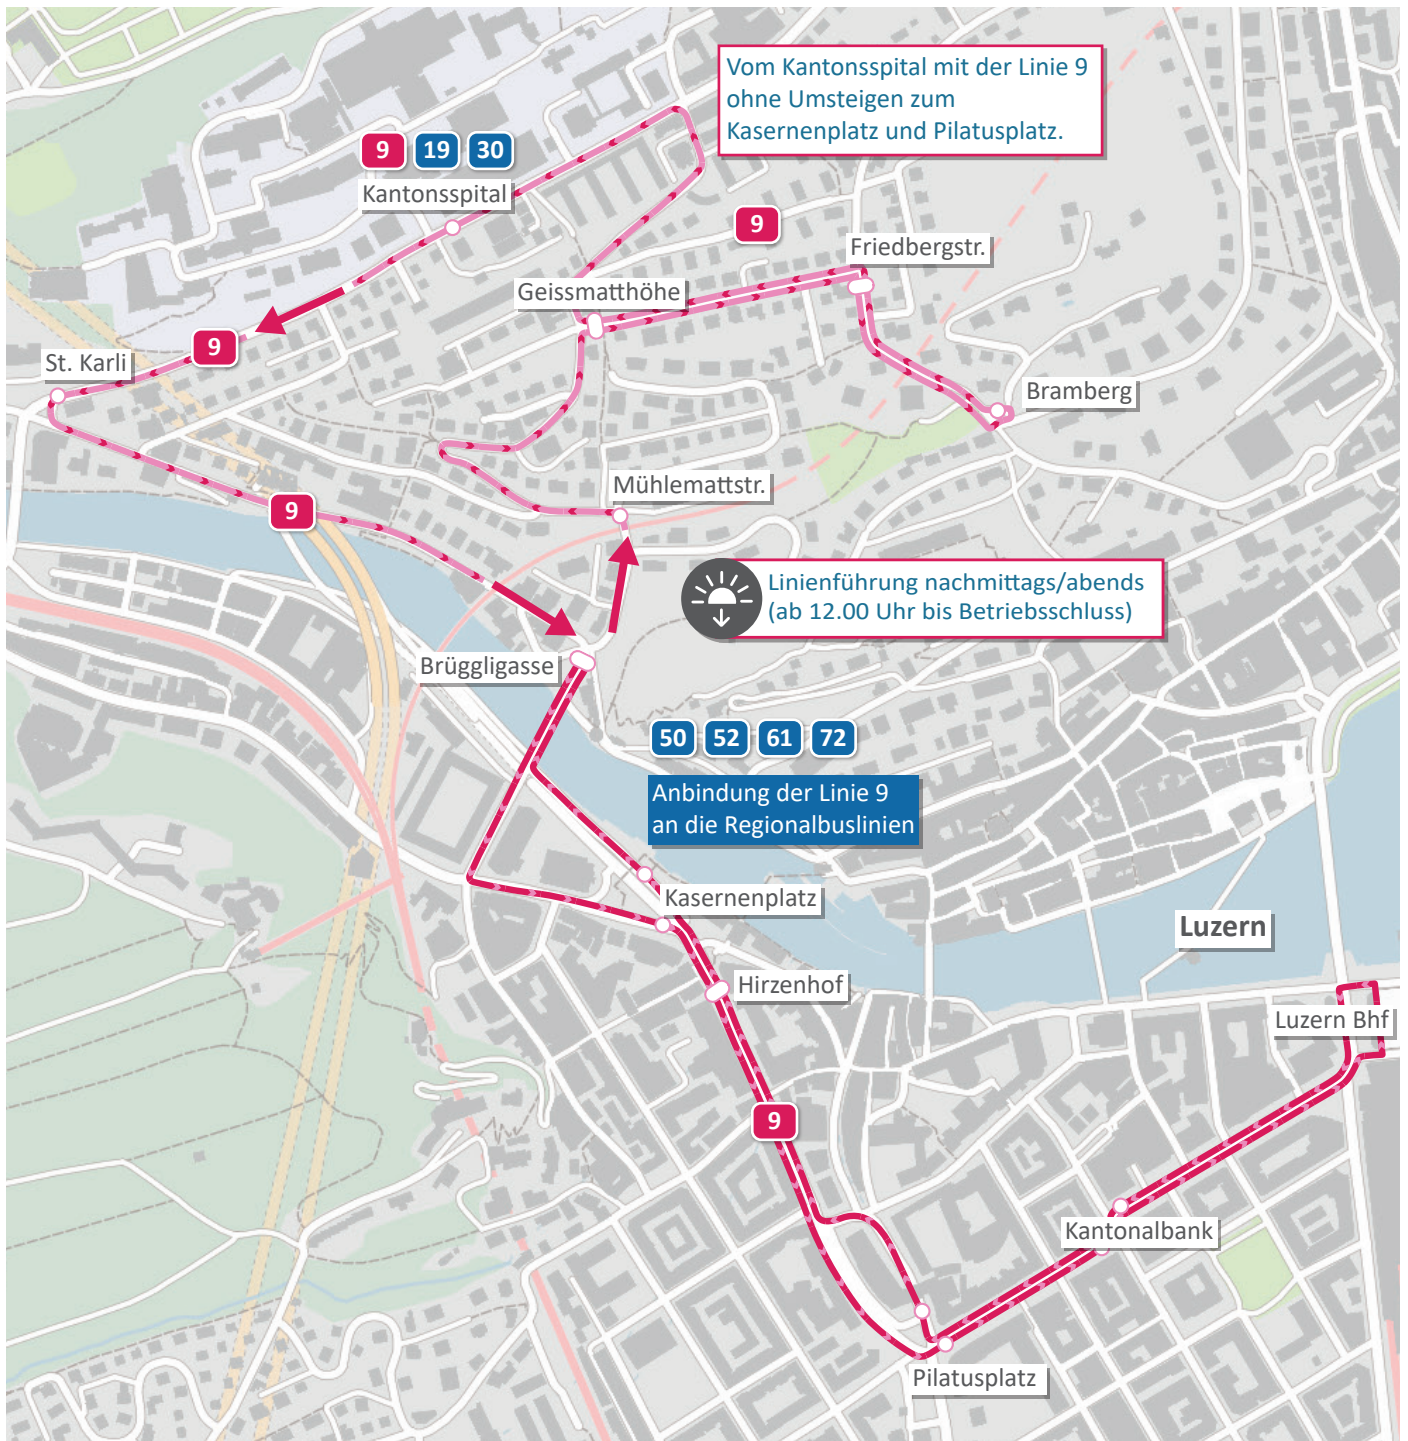 Vom Kantonsspital mit der Linie 9
ohne Umsteigen zum
Kasernenplatz und Pilatusplatz.
9 19 30
Kantonsspital
9
Friedbergstr.
Geissmatthöhe
9
St. Karli
Bramberg
Mühlemattstr.
9
Linienführung nachmittags/abends
(ab 12.00 Uhr bis Betriebsschluss)
Brüggligasse
50 52 61 72
Anbindung der Linie 9
an die Regionalbuslinien
Kasernenplatz
Luzern
Hirzenhof
Luzern Bhf
9
Kantonalbank
Pilatusplatz